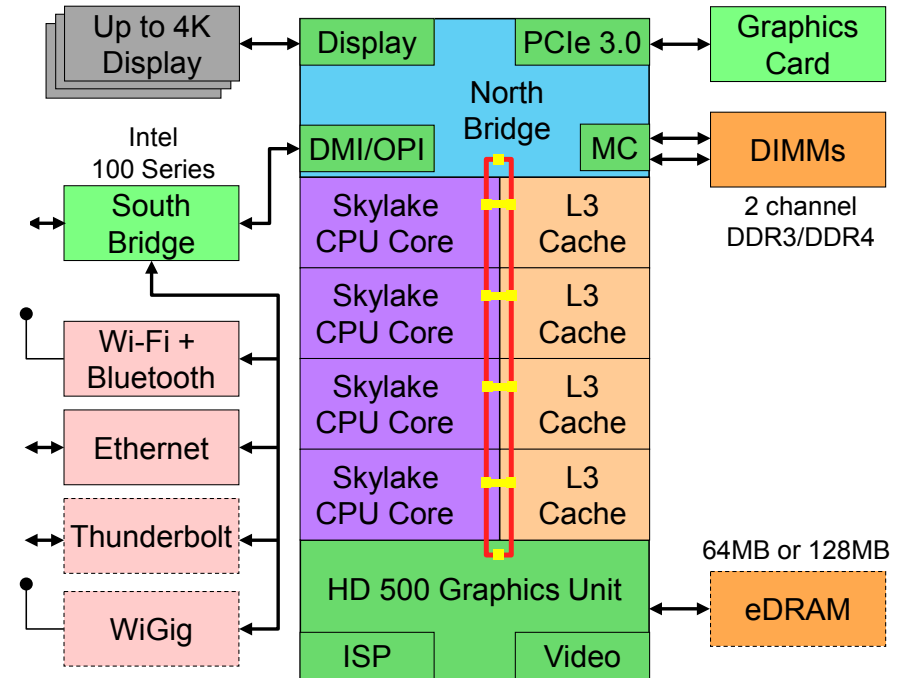 Up to 4K
Display
Display
PCIe 3.0
Graphics
Card
North
Bridge
Intel
100 Series
DMI/OPI
MC
DIMMs
2 channel
DDR3/DDR4
South
Bridge
Skylake
CPU Core
L3
Cache
Skylake
CPU Core
L3
Cache
Wi-Fi +
Bluetooth
Skylake
CPU Core
L3
Cache
Ethernet
Skylake
CPU Core
L3
Cache
Thunderbolt
64MB or 128MB
HD 500 Graphics Unit
eDRAM
WiGig
ISP
Video